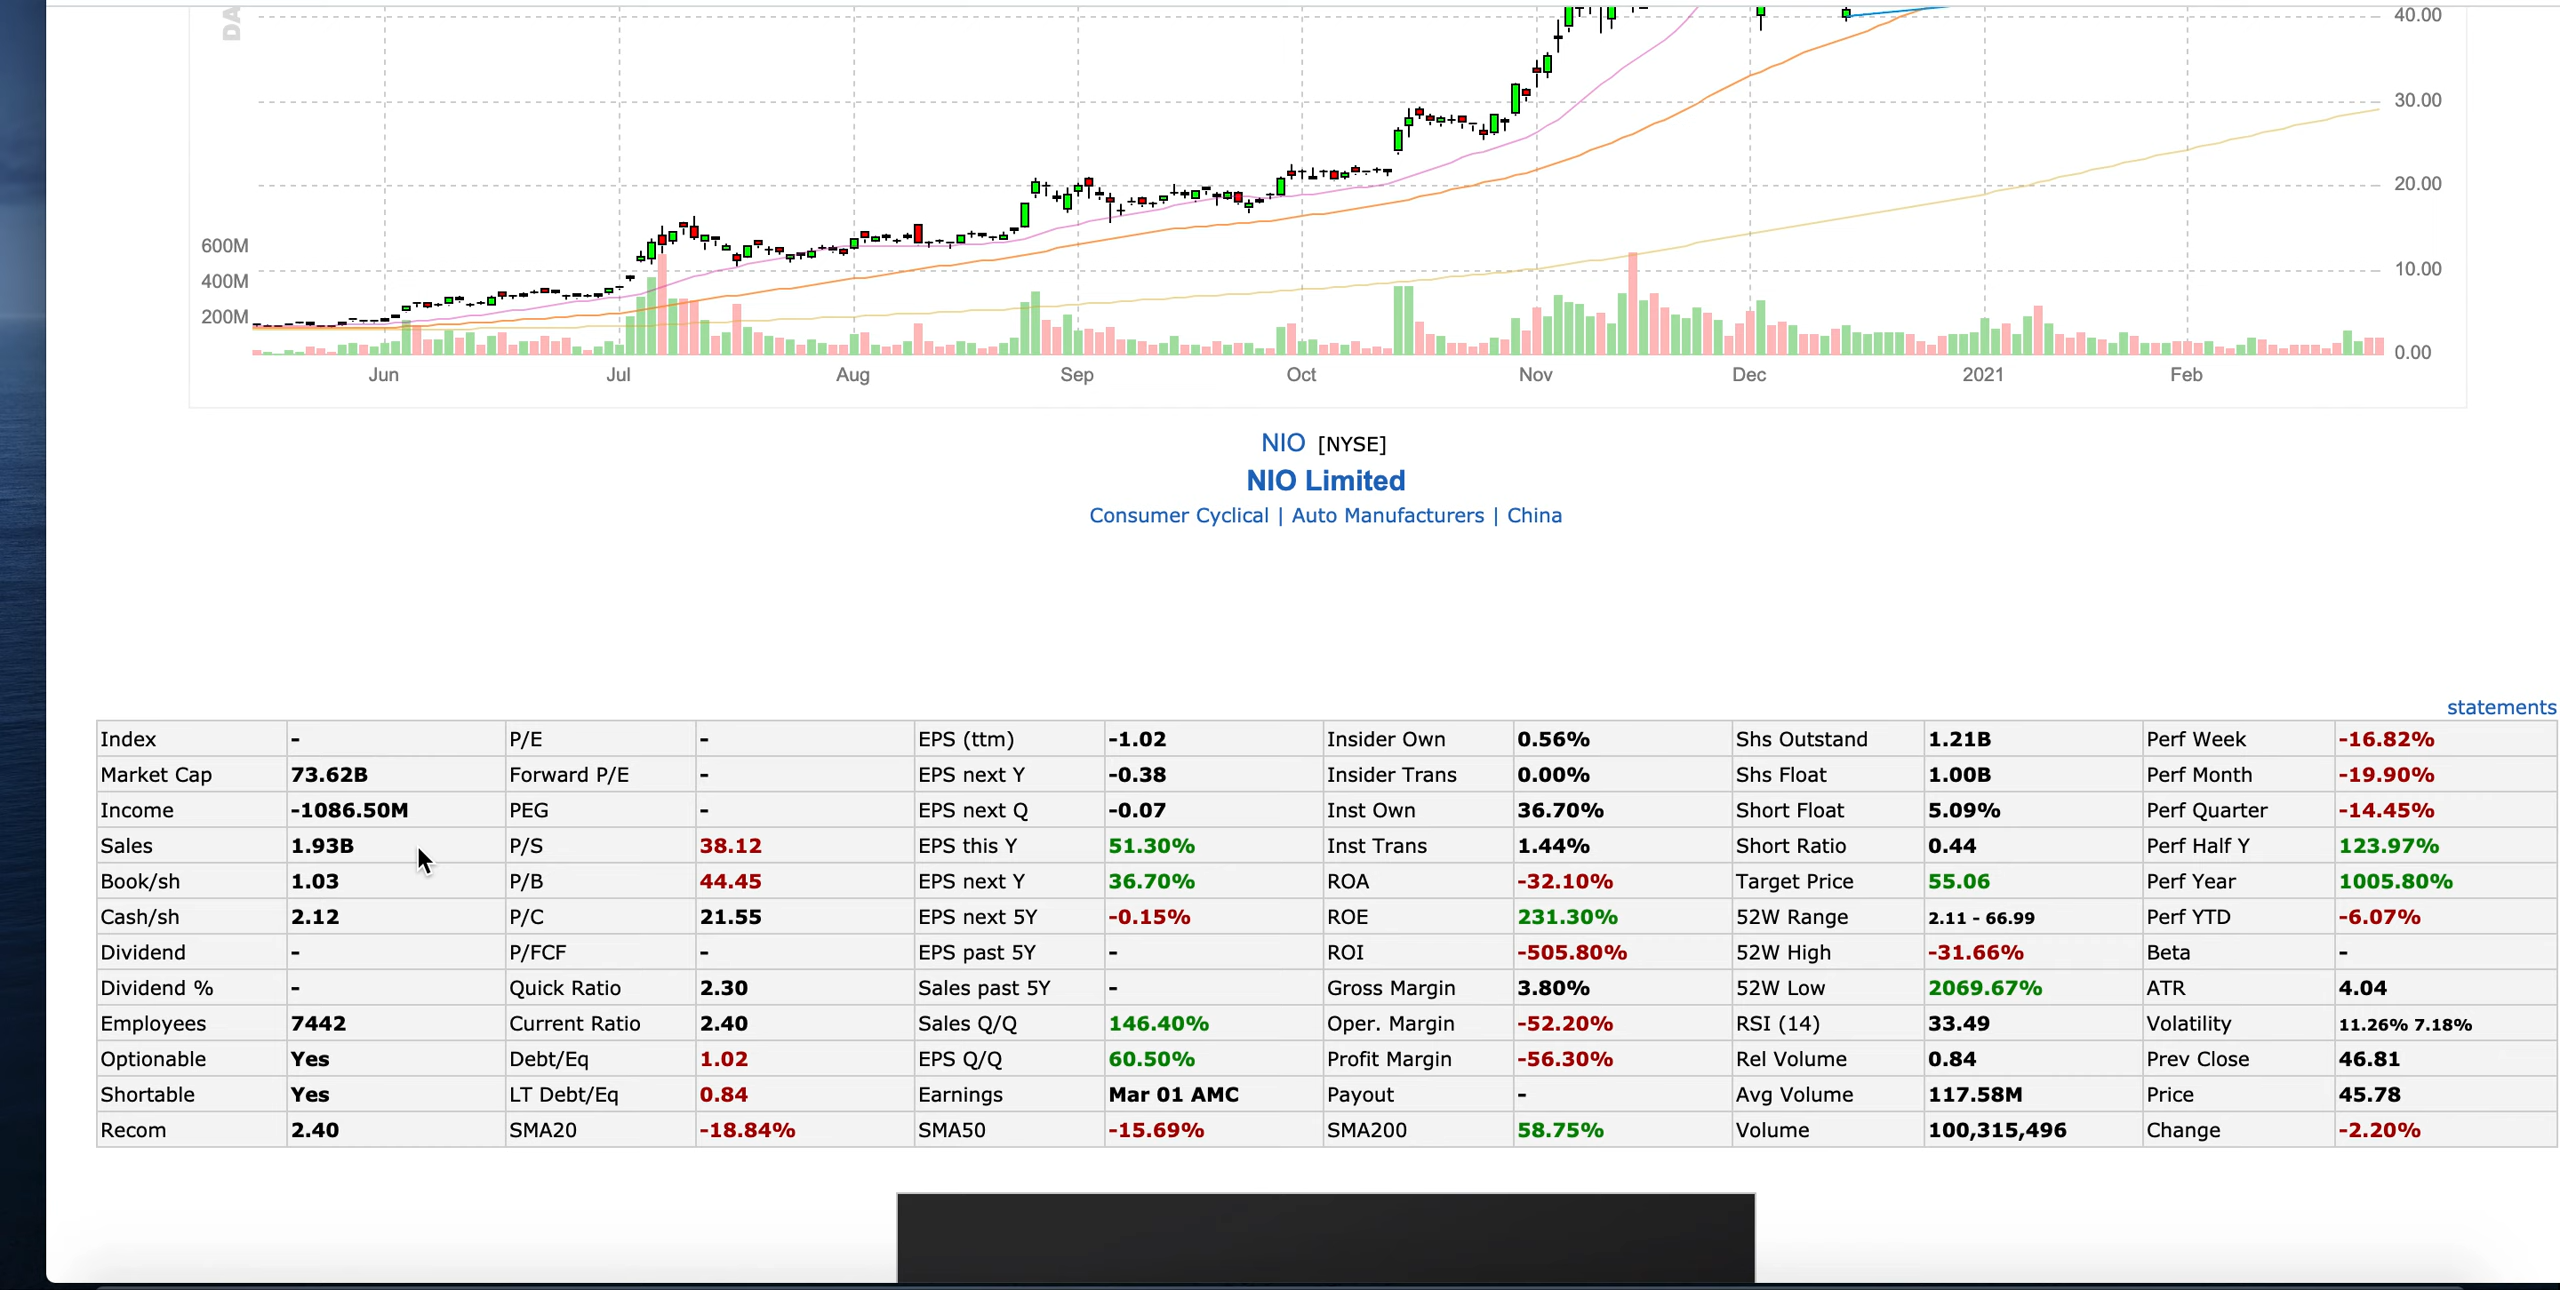 DA
40.00
30.00
20.00
600M
10.00
400M
200M
0.00
Jun Jul Aug Sep Oct Nov Dec 2021 Feb
NIO [NYSE]
NIO Limited
Consumer Cyclical | Auto Manufacturers | China
statements
Index - P/E - EPS (ttm) -1.02 Insider Own 0.56% Shs Outstand 1.21B Perf Week -16.82%
Market Cap 73.62B Forward P/E - EPS next Y -0.38 Insider Trans 0.00% Shs Float 1.00B Perf Month -19.90%
Income -1086.50M PEG - EPS next Q -0.07 Inst Own 36.70% Short Float 5.09% Perf Quarter -14.45%
Sales 1.93B P/S 38.12 EPS this Y 51.30% Inst Trans 1.44% Short Ratio 0.44 Perf Half Y 123.97%
Book/sh 1.03 P/B 44.45 EPS next Y 36.70% ROA -32.10% Target Price 55.06 Perf Year 1005.80%
Cash/sh 2.12 P/C 21.55 EPS next 5Y -0.15% ROE 231.30% 52W Range 2.11 - 66.99 Perf YTD -6.07%
Dividend - P/FCF - EPS past 5Y - ROI -505.80% 52W High -31.66% Beta -
Dividend % - Quick Ratio 2.30 Sales past 5Y - Gross Margin 3.80% 52W Low 2069.67% ATR 4.04
Employees 7442 Current Ratio 2.40 Sales Q/Q 146.40% Oper. Margin -52.20% RSI (14) 33.49 Volatility 11.26% 7.18%
Optionable Yes Debt/Eq 1.02 EPS Q/Q 60.50% Profit Margin -56.30% Rel Volume 0.84 Prev Close 46.81
Shortable Yes LT Debt/Eq 0.84 Earnings Mar 01 AMC Payout - Avg Volume 117.58M Price 45.78
Recom 2.40 SMA20 -18.84% SMA50 -15.69% SMA200 58.75% Volume 100,315,496 Change -2.20%